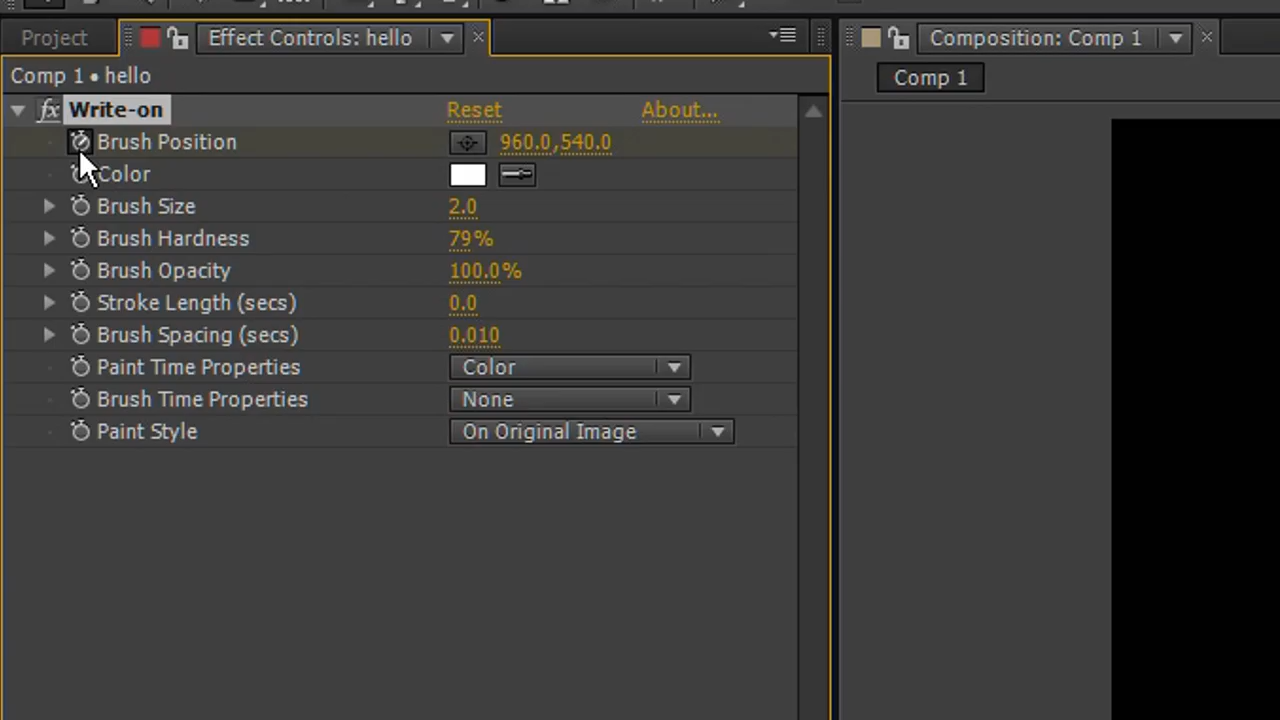 Project
Effect Controls: hello
Composition: Comp 1
Comp 1 • hello
Comp 1
fx Write-on Reset About...
Brush Position 960.0,540.0
Color
Brush Size 2.0
Brush Hardness 79%
Brush Opacity 100.0%
Stroke Length (secs) 0.0
Brush Spacing (secs) 0.010
Paint Time Properties Color
Brush Time Properties None
Paint Style On Original Image